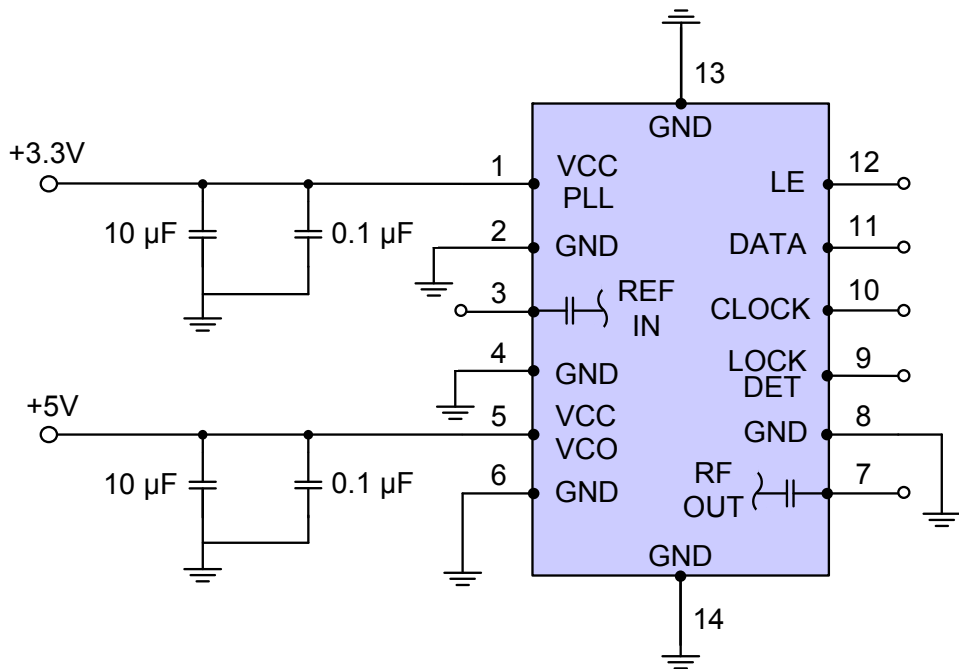 13
GND
+3.3V
1
VCC
PLL
LE
12
10 µF
0.1 µF
2
GND
DATA
11
3
REF
IN
CLOCK
10
4
GND
LOCK
DET
9
+5V
5
VCC
VCO
GND
8
10 µF
0.1 µF
6
GND
RF
OUT
7
GND
14